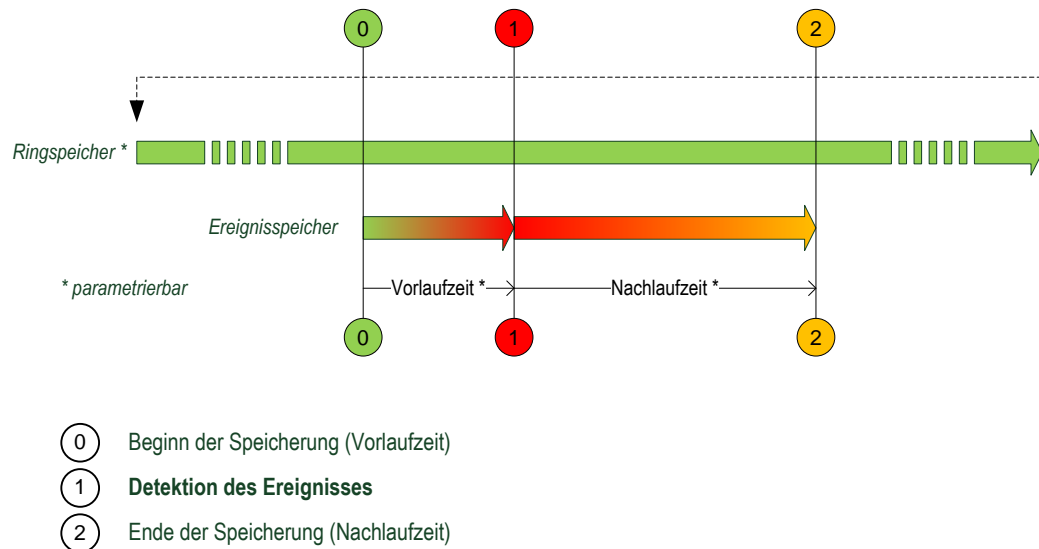 0 1 2
Ringspeicher *
Ereignisspeicher
* parametrierbar Vorlaufzeit * Nachlaufzeit *
0 1 2
0 Beginn der Speicherung (Vorlaufzeit)
1 Detektion des Ereignisses
2 Ende der Speicherung (Nachlaufzeit)